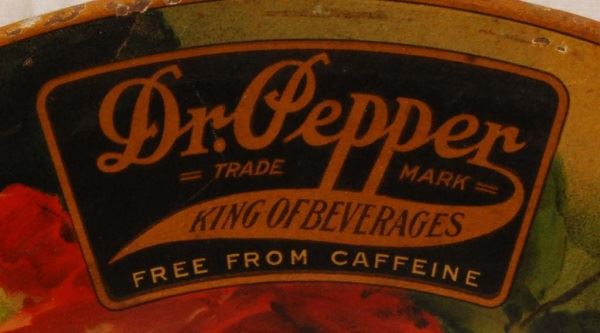 Dr. Pepper
= TRADE MARK =
KING OF BEVERAGES
FREE FROM CAFFEINE